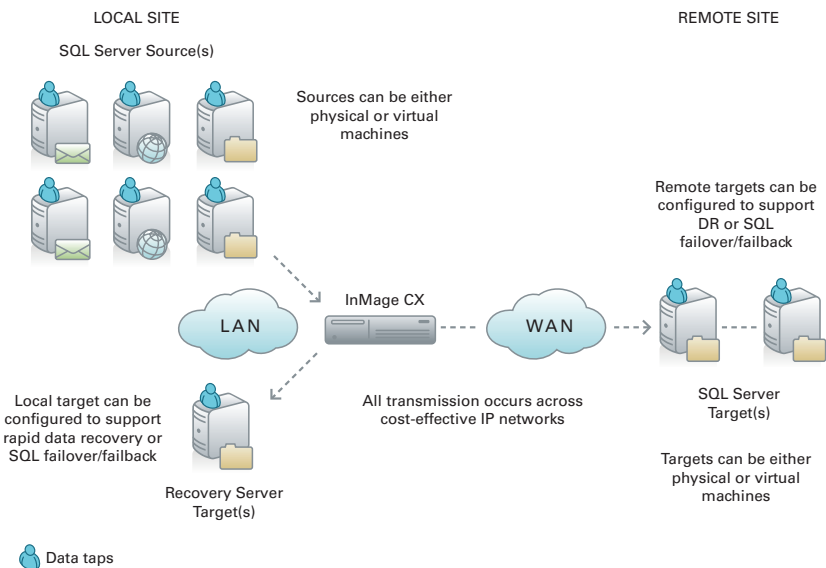 LOCAL SITE
REMOTE SITE
SQL Server Source(s)
Sources can be either
physical or virtual
machines
Remote targets can be
configured to support
DR or SQL
failover/failback
InMage CX
LAN
WAN
Local target can be
configured to support
rapid data recovery or
SQL failover/failback
All transmission occurs across
cost-effective IP networks
SQL Server
Target(s)
Targets can be either
physical or virtual
machines
Recovery Server
Target(s)
Data taps